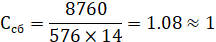 Cсб = 8760 / 576 × 14 = 1.08 ≈ 1